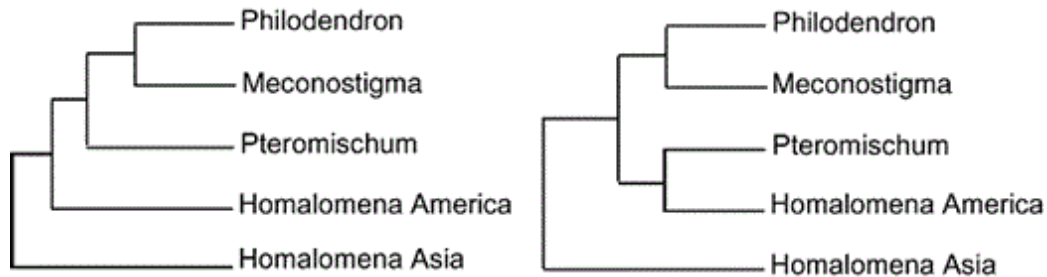 Philodendron
Meconostigma
Pteromischum
Homalomena America
Homalomena Asia
Philodendron
Meconostigma
Pteromischum
Homalomena America
Homalomena Asia